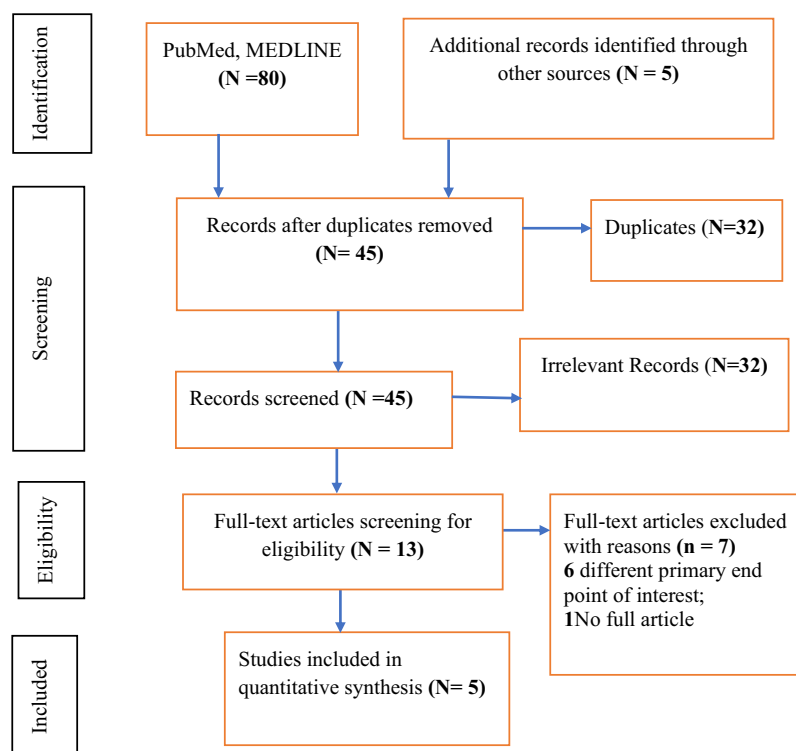 Identification
PubMed, MEDLINE
(N =80)
Additional records identified through
other sources (N = 5)
Screening
Records after duplicates removed
(N= 45)
Duplicates (N=32)
Records screened (N =45)
Irrelevant Records (N=32)
Eligibility
Full-text articles screening for
eligibility (N = 13)
Full-text articles excluded
with reasons (n = 7)
6 different primary end
point of interest;
1No full article
Included
Studies included in
quantitative synthesis (N= 5)